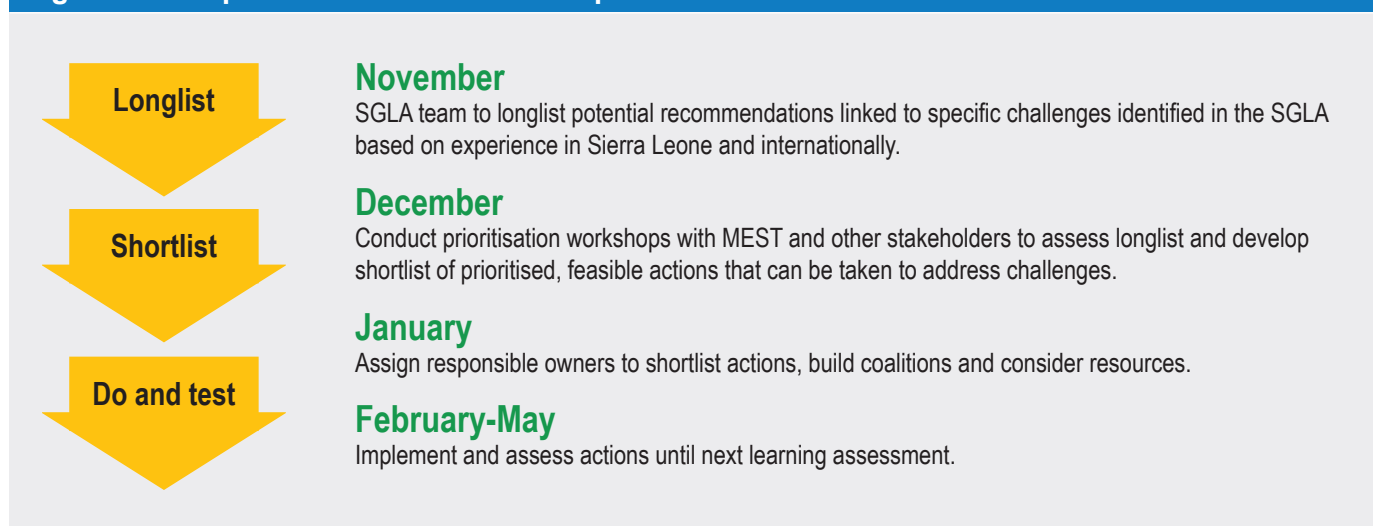 Longlist
November
SGLA team to longlist potential recommendations linked to specific challenges identified in the SGLA
based on experience in Sierra Leone and internationally.
Shortlist
December
Conduct prioritisation workshops with MEST and other stakeholders to assess longlist and develop
shortlist of prioritised, feasible actions that can be taken to address challenges.
Do and test
January
Assign responsible owners to shortlist actions, build coalitions and consider resources.
February-May
Implement and assess actions until next learning assessment.